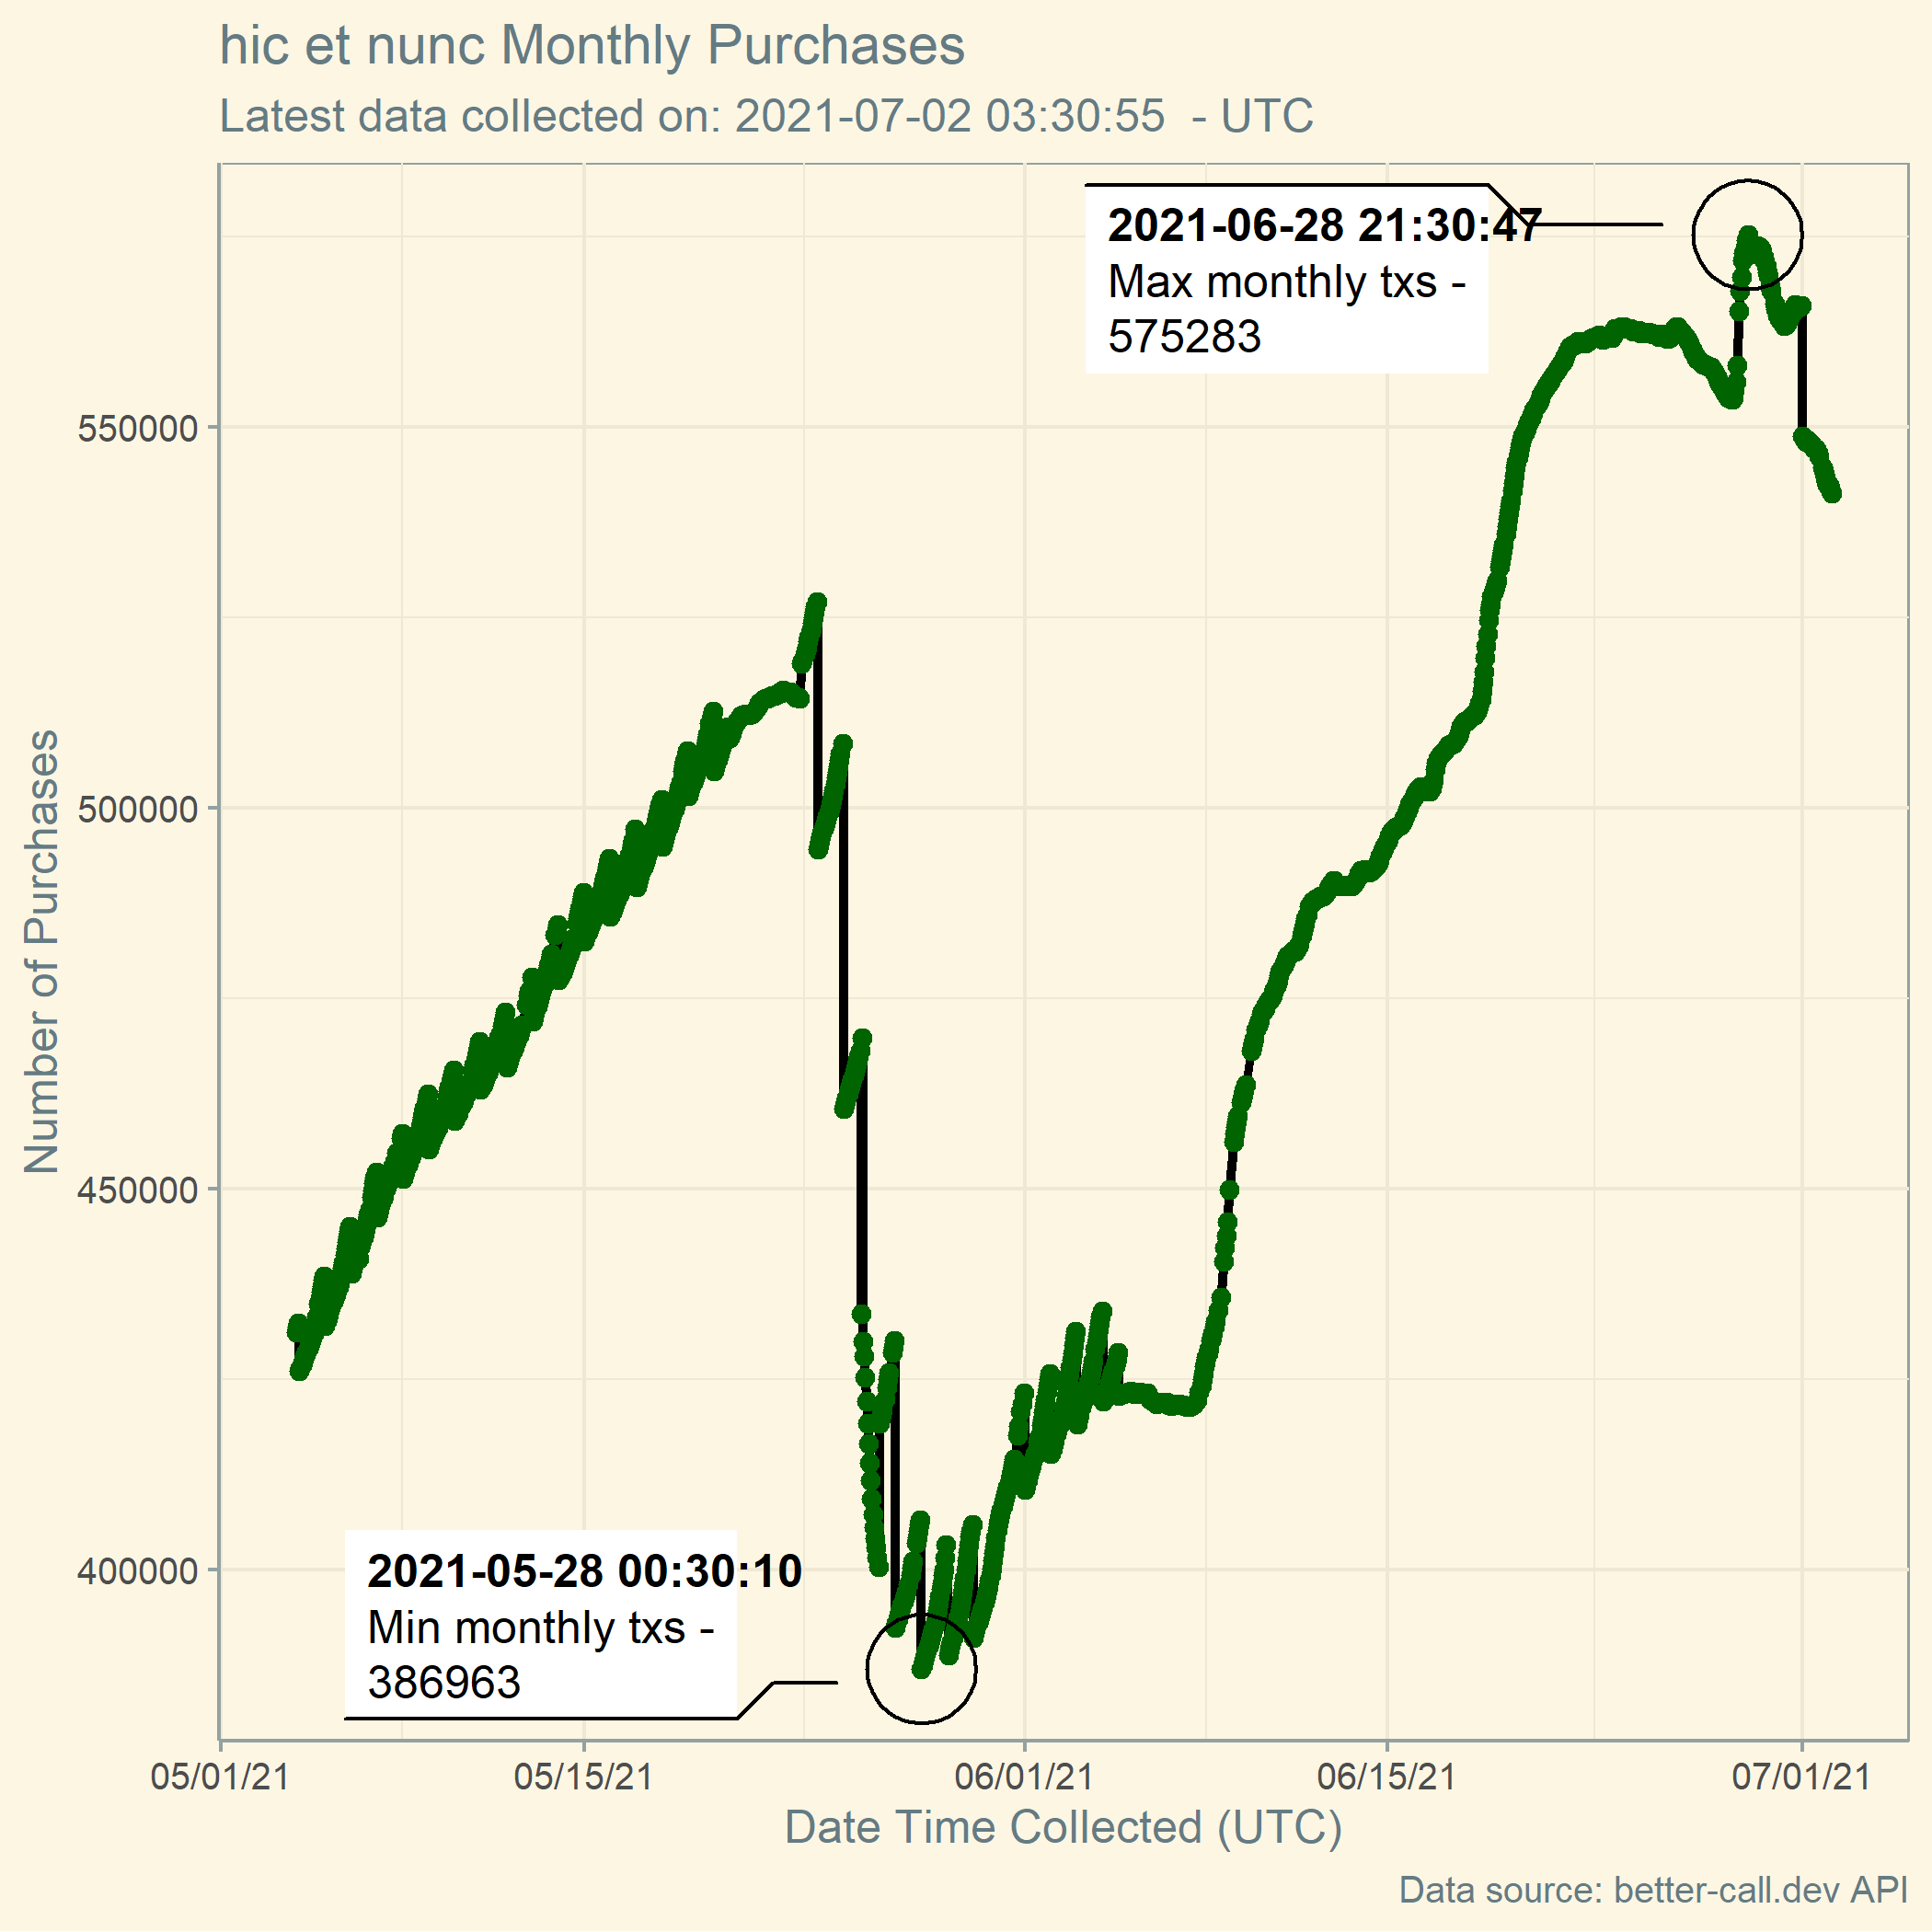 hic et nunc Monthly Purchases
Latest data collected on: 2021-07-02 03:30:55  - UTC
2021-06-28 21:30:47
Max monthly txs -
575283
550000
500000
450000
400000
Number of Purchases
2021-05-28 00:30:10
Min monthly txs -
386963
05/01/21
05/15/21
06/01/21
06/15/21
07/01/21
Date Time Collected (UTC)
Data source: better-call.dev API